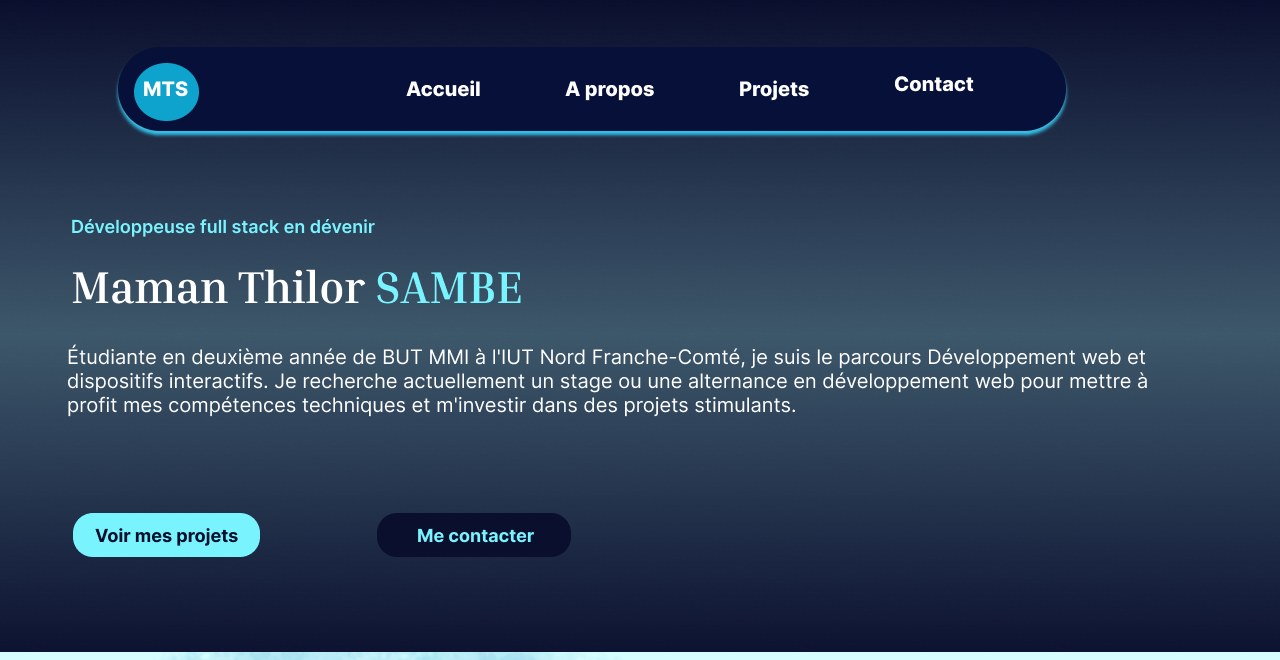 MTS
Accueil
A propos
Projets
Contact
Développeuse full stack en dévenir
Maman Thilor SAMBE
Étudiante en deuxième année de BUT MMI à l'IUT Nord Franche-Comté, je suis le parcours Développement web et
dispositifs interactifs. Je recherche actuellement un stage ou une alternance en développement web pour mettre à
profit mes compétences techniques et m'investir dans des projets stimulants.
Voir mes projets
Me contacter